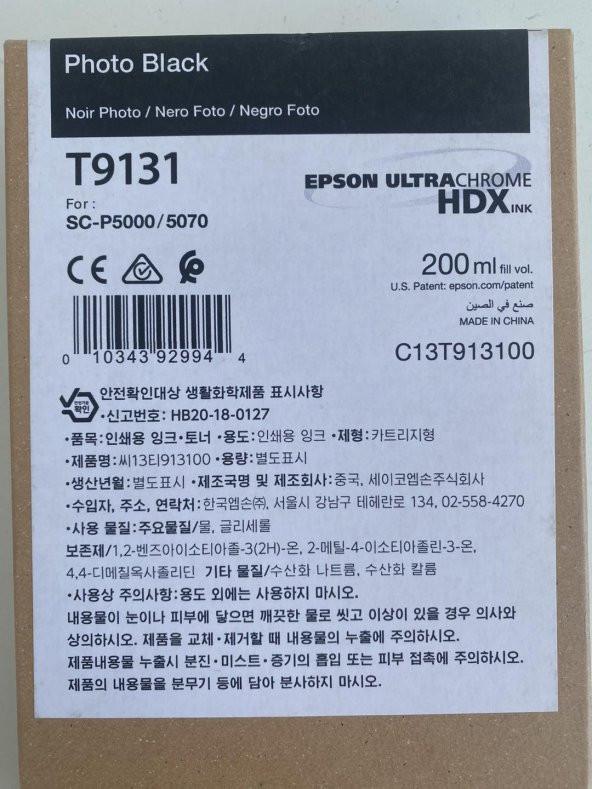 Photo Black
Noir Photo / Nero Foto / Negro Foto
T9131
For :
SC-P5000/5070
EPSON ULTRACHROME
HDX INK
CE
200 ml fill vol.
U.S. Patent: epson.com/patent
صنع في الصين
MADE IN CHINA
0 10343 92994 4
C13T913100
안전확인대상 생활화학제품 표시사항
확인
•신고번호: HB20-18-0127
•품목:인쇄용 잉크•토너 •용도:인쇄용 잉크 •제형:카트리지형
•제품명:씨13티913100 •용량:별도표시
•생산년월:별도표시 •제조국명 및 제조회사:중국, 세이코엡손주식회사
•수입자, 주소, 연락처:한국엡손㈜, 서울시 강남구 테헤란로 134, 02-558-4270
•사용 물질:주요물질/물, 글리세롤
보존제/1,2-벤즈아이소티아졸-3(2H)-온, 2-메틸-4-이소티아졸린-3-온,
4,4-디메칠옥사졸리딘 기타 물질/수산화 나트륨, 수산화 칼륨
•사용상 주의사항:용도 외에는 사용하지 마시오.
내용물이 눈이나 피부에 닿으면 깨끗한 물로 씻고 이상이 있을 경우 의사와
상의하시오. 제품을 교체•제거할 때 내용물의 누출에 주의하시오.
제품내용물 누출시 분진•미스트•증기의 흡입 또는 피부 접촉에 주의하시오.
제품의 내용물을 분무기 등에 담아 분사하지 마시오.